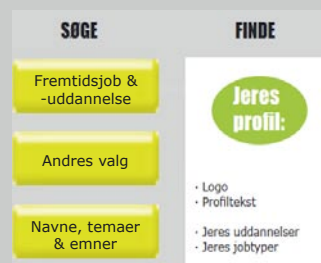 SØGE
Fremtidsjob &
-uddannelse
Andres valg
Navne, temaer
& emner
FINDE
Jeres
profil:
· Logo
· Profiltekst
· Jeres uddannelser
· Jeres jobtyper